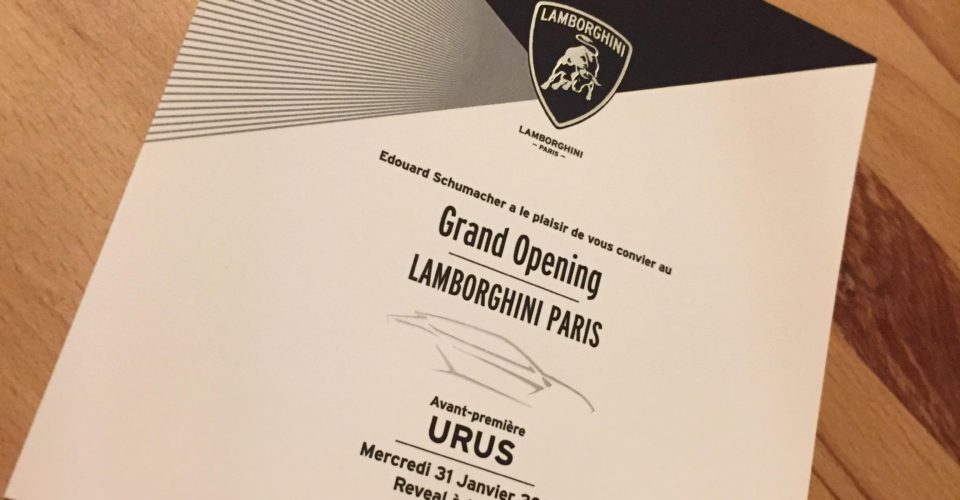 LAMBORGHINI
LAMBORGHINI
– PARIS –
Edouard Schumacher a le plaisir de vous convier au
Grand Opening
LAMBORGHINI PARIS
Avant-première
URUS
Mercredi 31 Janvier
Reveal à